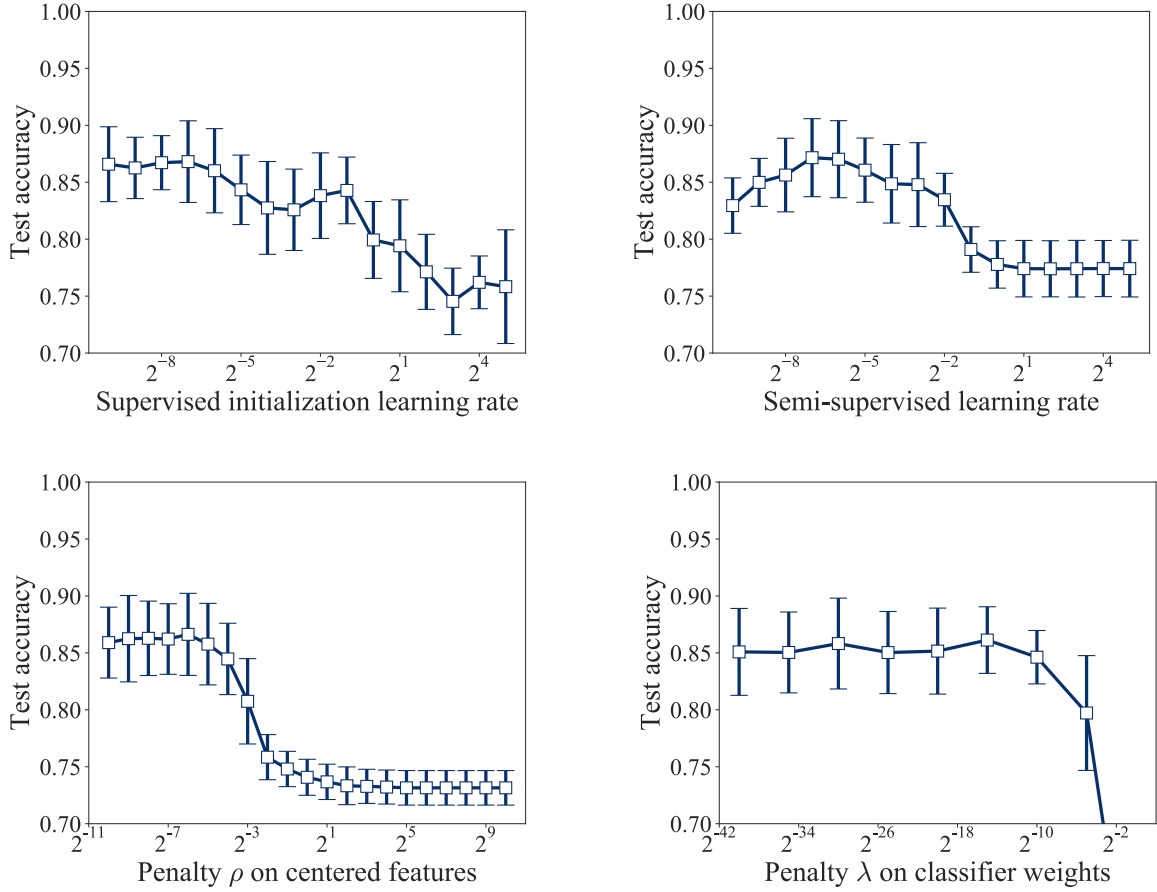 1.00
0.95
0.90
0.85
0.80
0.75
0.70
Test accuracy
2^-8 2^-5 2^-2 2^1 2^4
Supervised initialization learning rate
1.00
0.95
0.90
0.85
0.80
0.75
0.70
Test accuracy
2^-8 2^-5 2^-2 2^1 2^4
Semi-supervised learning rate
1.00
0.95
0.90
0.85
0.80
0.75
0.70
Test accuracy
2^-11 2^-7 2^-3 2^1 2^5 2^9
Penalty ρ on centered features
1.00
0.95
0.90
0.85
0.80
0.75
0.70
Test accuracy
2^-42 2^-34 2^-26 2^-18 2^-10 2^-2
Penalty λ on classifier weights